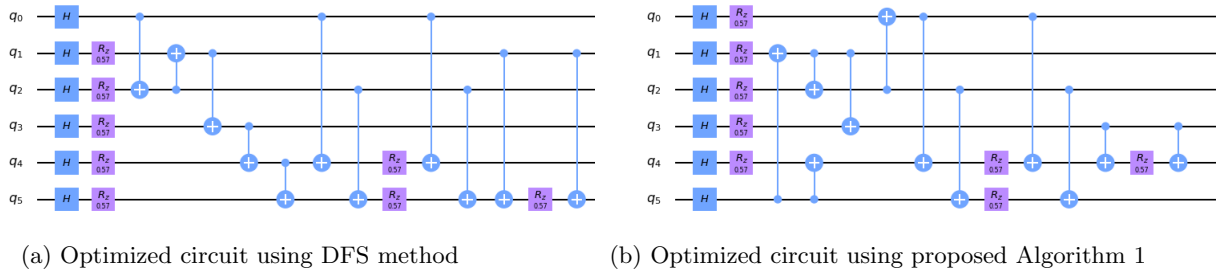 q0 H q0 H Rz 0.57
q1 H Rz 0.57 q1 H Rz 0.57
q2 H Rz 0.57 q2 H Rz 0.57
q3 H Rz 0.57 q3 H Rz 0.57
q4 H Rz 0.57 Rz 0.57 q4 H Rz 0.57 Rz 0.57 Rz 0.57
q5 H Rz 0.57 Rz 0.57 Rz 0.57 q5 H Rz 0.57
(a) Optimized circuit using DFS method
(b) Optimized circuit using proposed Algorithm 1